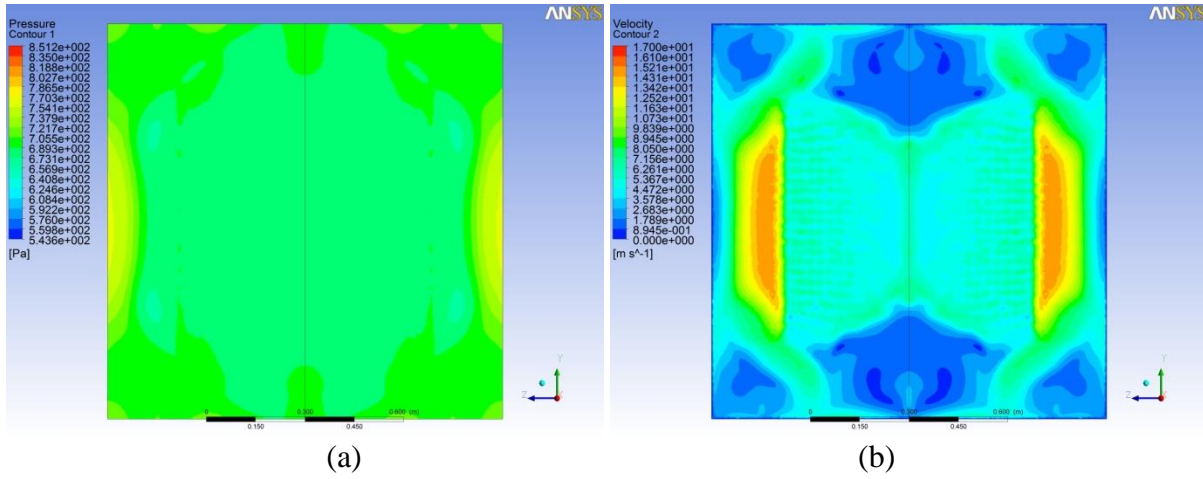 ANSYS
Pressure
Contour 1
8.512e+002
8.350e+002
8.188e+002
8.027e+002
7.865e+002
7.703e+002
7.541e+002
7.379e+002
7.217e+002
7.055e+002
6.893e+002
6.731e+002
6.570e+002
6.408e+002
6.246e+002
6.084e+002
5.922e+002
5.760e+002
5.598e+002
5.436e+002
[Pa]
Y
Z
X
0
0.300
0.600
(m)
0.150
0.450
(a)
ANSYS
Velocity
Contour 2
1.700e+001
1.610e+001
1.521e+001
1.431e+001
1.342e+001
1.252e+001
1.163e+001
1.073e+001
9.839e+000
8.945e+000
8.050e+000
7.156e+000
6.261e+000
5.367e+000
4.472e+000
3.578e+000
2.683e+000
1.789e+000
8.945e-001
0.000e+000
[m s^-1]
Y
Z
X
0
0.300
0.600
(m)
0.150
0.450
(b)